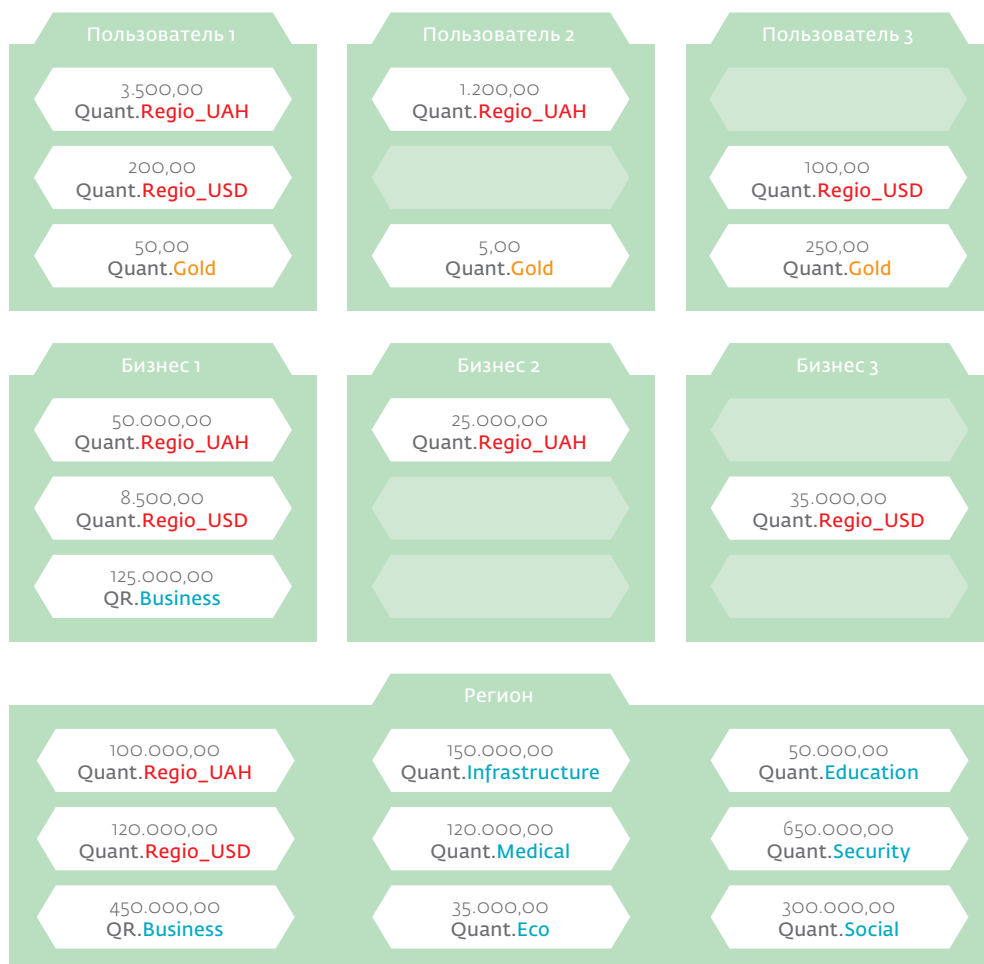 Пользователь 1
3.500,00
Quant.Regio_UAH
200,00
Quant.Regio_USD
50,00
Quant.Gold
Пользователь 2
1.200,00
Quant.Regio_UAH
5,00
Quant.Gold
Пользователь 3
100,00
Quant.Regio_USD
250,00
Quant.Gold
Бизнес 1
50.000,00
Quant.Regio_UAH
8.500,00
Quant.Regio_USD
125.000,00
QR.Business
Бизнес 2
25.000,00
Quant.Regio_UAH
Бизнес 3
35.000,00
Quant.Regio_USD
Регион
100.000,00
Quant.Regio_UAH
120.000,00
Quant.Regio_USD
450.000,00
QR.Business
150.000,00
Quant.Infrastructure
120.000,00
Quant.Medical
35.000,00
Quant.Eco
50.000,00
Quant.Education
650.000,00
Quant.Security
300.000,00
Quant.Social